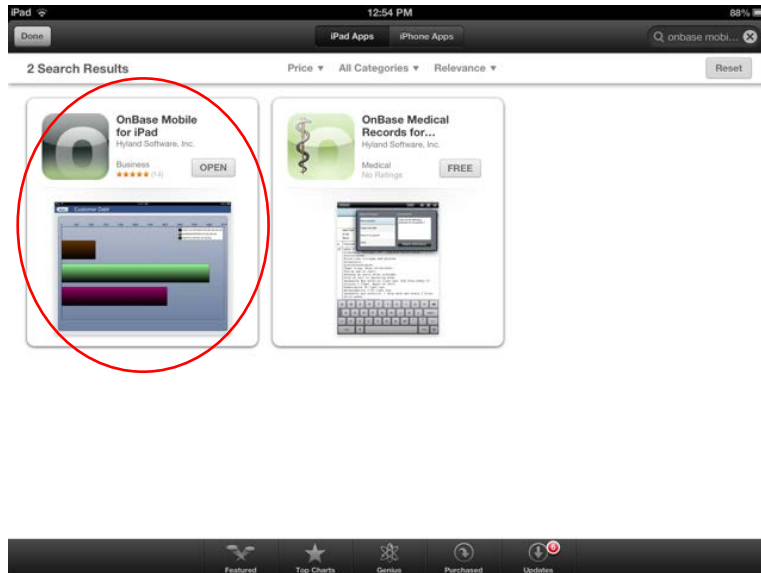 iPad 12:54 PM 88%
Done iPad Apps iPhone Apps onbase mobi...
2 Search Results Price All Categories Relevance Reset
OnBase Mobile
for iPad
Hyland Software, Inc.
Business
(14)
OPEN
Customer Debt
OnBase Medical
Records for...
Hyland Software, Inc.
Medical
No Ratings
FREE
Featured Top Charts Genius Purchased Updates